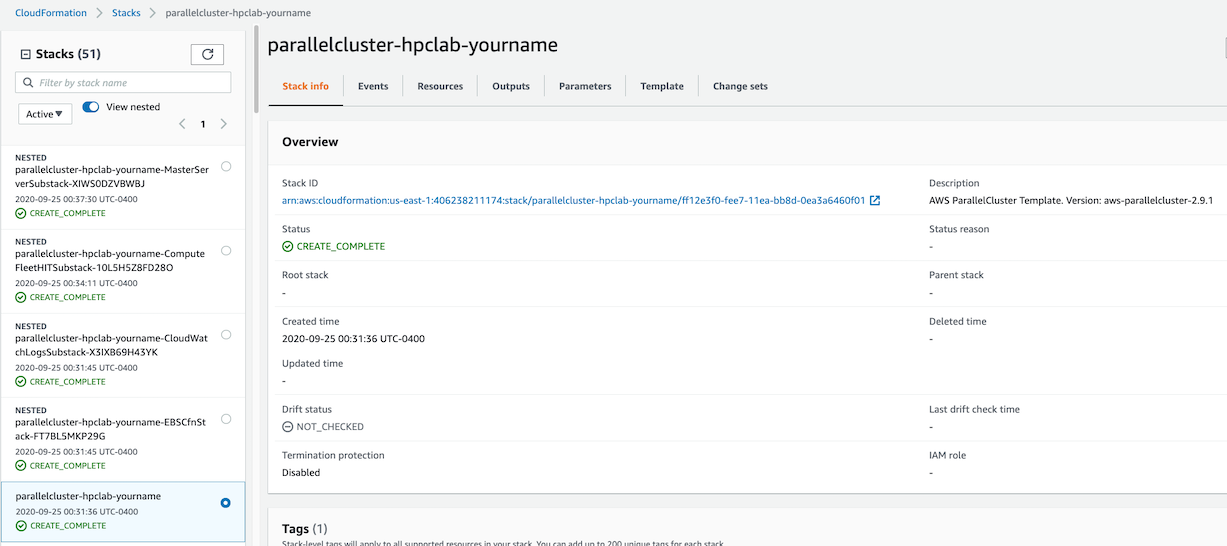 CloudFormation > Stacks > parallelcluster-hpclab-yourname
Stacks (51)
Filter by stack name
Active ▼ View nested
< 1 >
NESTED
parallelcluster-hpclab-yourname-MasterSer
verSubstack-XIWS0DZVBWBJ
2020-09-25 00:37:30 UTC-0400
CREATE_COMPLETE
NESTED
parallelcluster-hpclab-yourname-Compute
FleetHITSubstack-10L5H5Z8FD28O
2020-09-25 00:34:11 UTC-0400
CREATE_COMPLETE
NESTED
parallelcluster-hpclab-yourname-CloudWat
chLogsSubstack-X3IXB69H43YK
2020-09-25 00:31:45 UTC-0400
CREATE_COMPLETE
NESTED
parallelcluster-hpclab-yourname-EBSCfnSt
ack-FT7BL5MKP29G
2020-09-25 00:31:45 UTC-0400
CREATE_COMPLETE
parallelcluster-hpclab-yourname
2020-09-25 00:31:36 UTC-0400
CREATE_COMPLETE
parallelcluster-hpclab-yourname
Stack info Events Resources Outputs Parameters Template Change sets
Overview
Stack ID
arn:aws:cloudformation:us-east-1:406238211174:stack/parallelcluster-hpclab-yourname/ff12e3f0-fee7-11ea-bb8d-0ea3a6460f01
Description
AWS ParallelCluster Template. Version: aws-parallelcluster-2.9.1
Status
CREATE_COMPLETE
Status reason
-
Root stack
-
Parent stack
-
Created time
2020-09-25 00:31:36 UTC-0400
Deleted time
-
Updated time
-
Drift status
NOT_CHECKED
Last drift check time
-
Termination protection
Disabled
IAM role
-
Tags (1)
Stack-level tags will apply to all supported resources in your stack. You can add up to 200 unique tags for each stack.